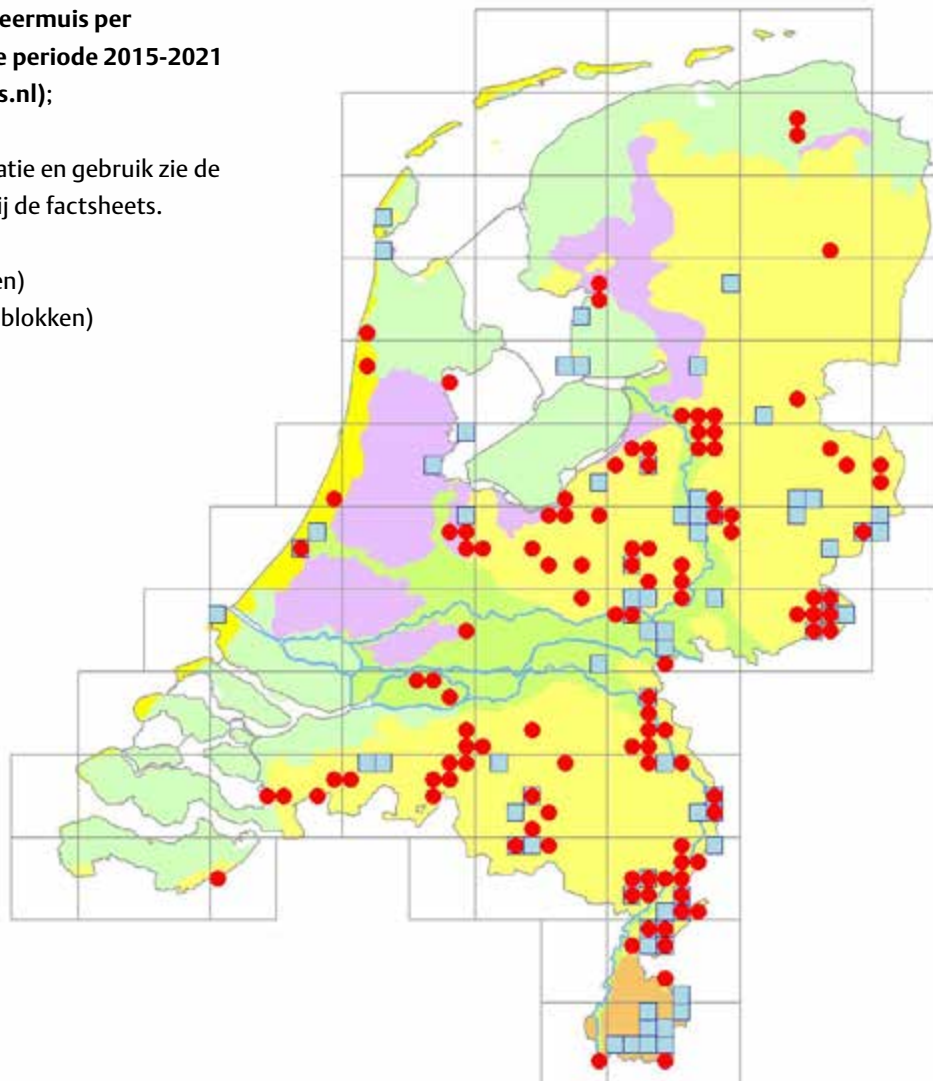 eermuis per
e periode 2015-2021
s.nl);
atie en gebruik zie de
ij de factsheets.
en)
blokken)